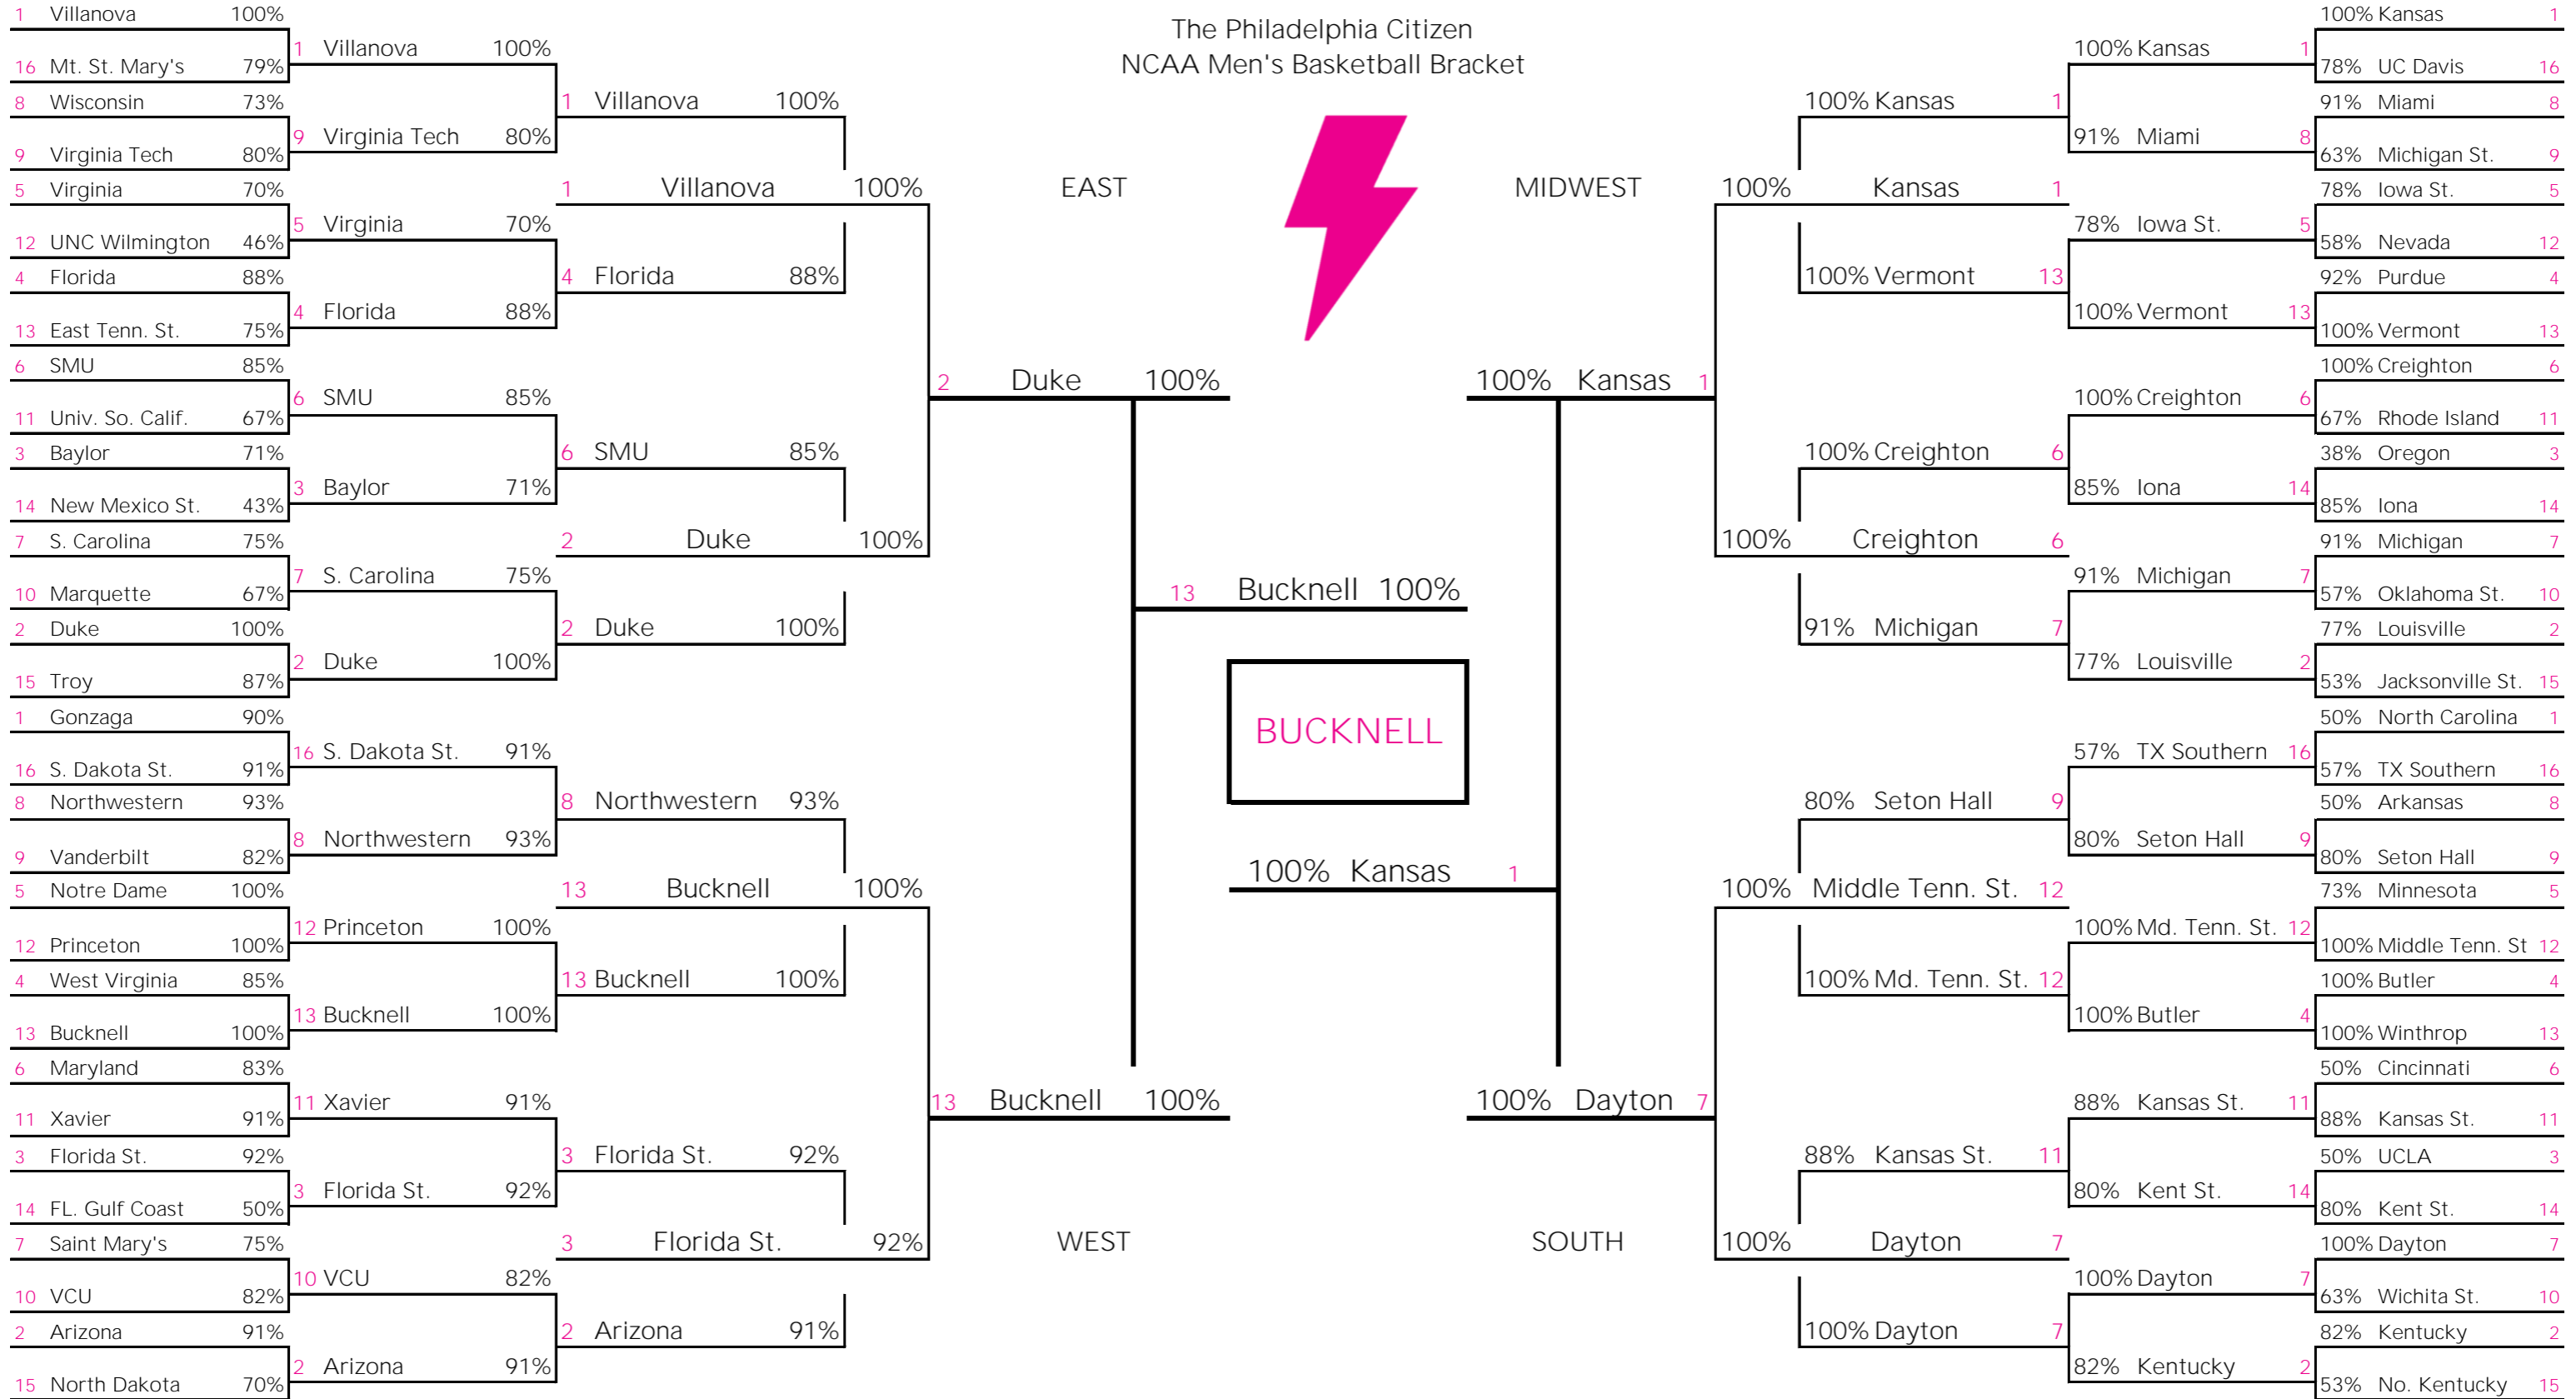 The Philadelphia Citizen
NCAA Men's Basketball Bracket
1 Villanova 100%
16 Mt. St. Mary's 79%
8 Wisconsin 73%
9 Virginia Tech 80%
5 Virginia 70%
12 UNC Wilmington 46%
4 Florida 88%
13 East Tenn. St. 75%
6 SMU 85%
11 Univ. So. Calif. 67%
3 Baylor 71%
14 New Mexico St. 43%
7 S. Carolina 75%
10 Marquette 67%
2 Duke 100%
15 Troy 87%
1 Gonzaga 90%
16 S. Dakota St. 91%
8 Northwestern 93%
9 Vanderbilt 82%
5 Notre Dame 100%
12 Princeton 100%
4 West Virginia 85%
13 Bucknell 100%
6 Maryland 83%
11 Xavier 91%
3 Florida St. 92%
14 FL. Gulf Coast 50%
7 Saint Mary's 75%
10 VCU 82%
2 Arizona 91%
15 North Dakota 70%
1 Villanova 100%
9 Virginia Tech 80%
5 Virginia 70%
4 Florida 88%
6 SMU 85%
3 Baylor 71%
7 S. Carolina 75%
2 Duke 100%
16 S. Dakota St. 91%
8 Northwestern 93%
12 Princeton 100%
13 Bucknell 100%
11 Xavier 91%
3 Florida St. 92%
10 VCU 82%
2 Arizona 91%
1 Villanova 100%
4 Florida 88%
6 SMU 85%
2 Duke 100%
8 Northwestern 93%
13 Bucknell 100%
3 Florida St. 92%
2 Arizona 91%
1 Villanova 100%
2 Duke 100%
13 Bucknell 100%
3 Florida St. 92%
EAST
WEST
2 Duke 100%
13 Bucknell 100%
13 Bucknell 100%
BUCKNELL
100% Kansas 1
100% Kansas 1
100% Dayton 7
MIDWEST
SOUTH
100% Kansas 1
100% Creighton 6
100% Middle Tenn. St. 12
100% Dayton 7
100% Kansas 1
100% Vermont 13
100% Creighton 6
91% Michigan 7
80% Seton Hall 9
100% Md. Tenn. St. 12
88% Kansas St. 11
100% Dayton 7
100% Kansas 1
91% Miami 8
78% Iowa St. 5
100% Vermont 13
100% Creighton 6
85% Iona 14
91% Michigan 7
77% Louisville 2
57% TX Southern 16
80% Seton Hall 9
100% Md. Tenn. St. 12
100% Butler 4
88% Kansas St. 11
80% Kent St. 14
100% Dayton 7
82% Kentucky 2
100% Kansas 1
78% UC Davis 16
91% Miami 8
63% Michigan St. 9
78% Iowa St. 5
58% Nevada 12
92% Purdue 4
100% Vermont 13
100% Creighton 6
67% Rhode Island 11
38% Oregon 3
85% Iona 14
91% Michigan 7
57% Oklahoma St. 10
77% Louisville 2
53% Jacksonville St. 15
50% North Carolina 1
57% TX Southern 16
50% Arkansas 8
80% Seton Hall 9
73% Minnesota 5
100% Middle Tenn. St 12
100% Butler 4
100% Winthrop 13
50% Cincinnati 6
88% Kansas St. 11
50% UCLA 3
80% Kent St. 14
100% Dayton 7
63% Wichita St. 10
82% Kentucky 2
53% No. Kentucky 15